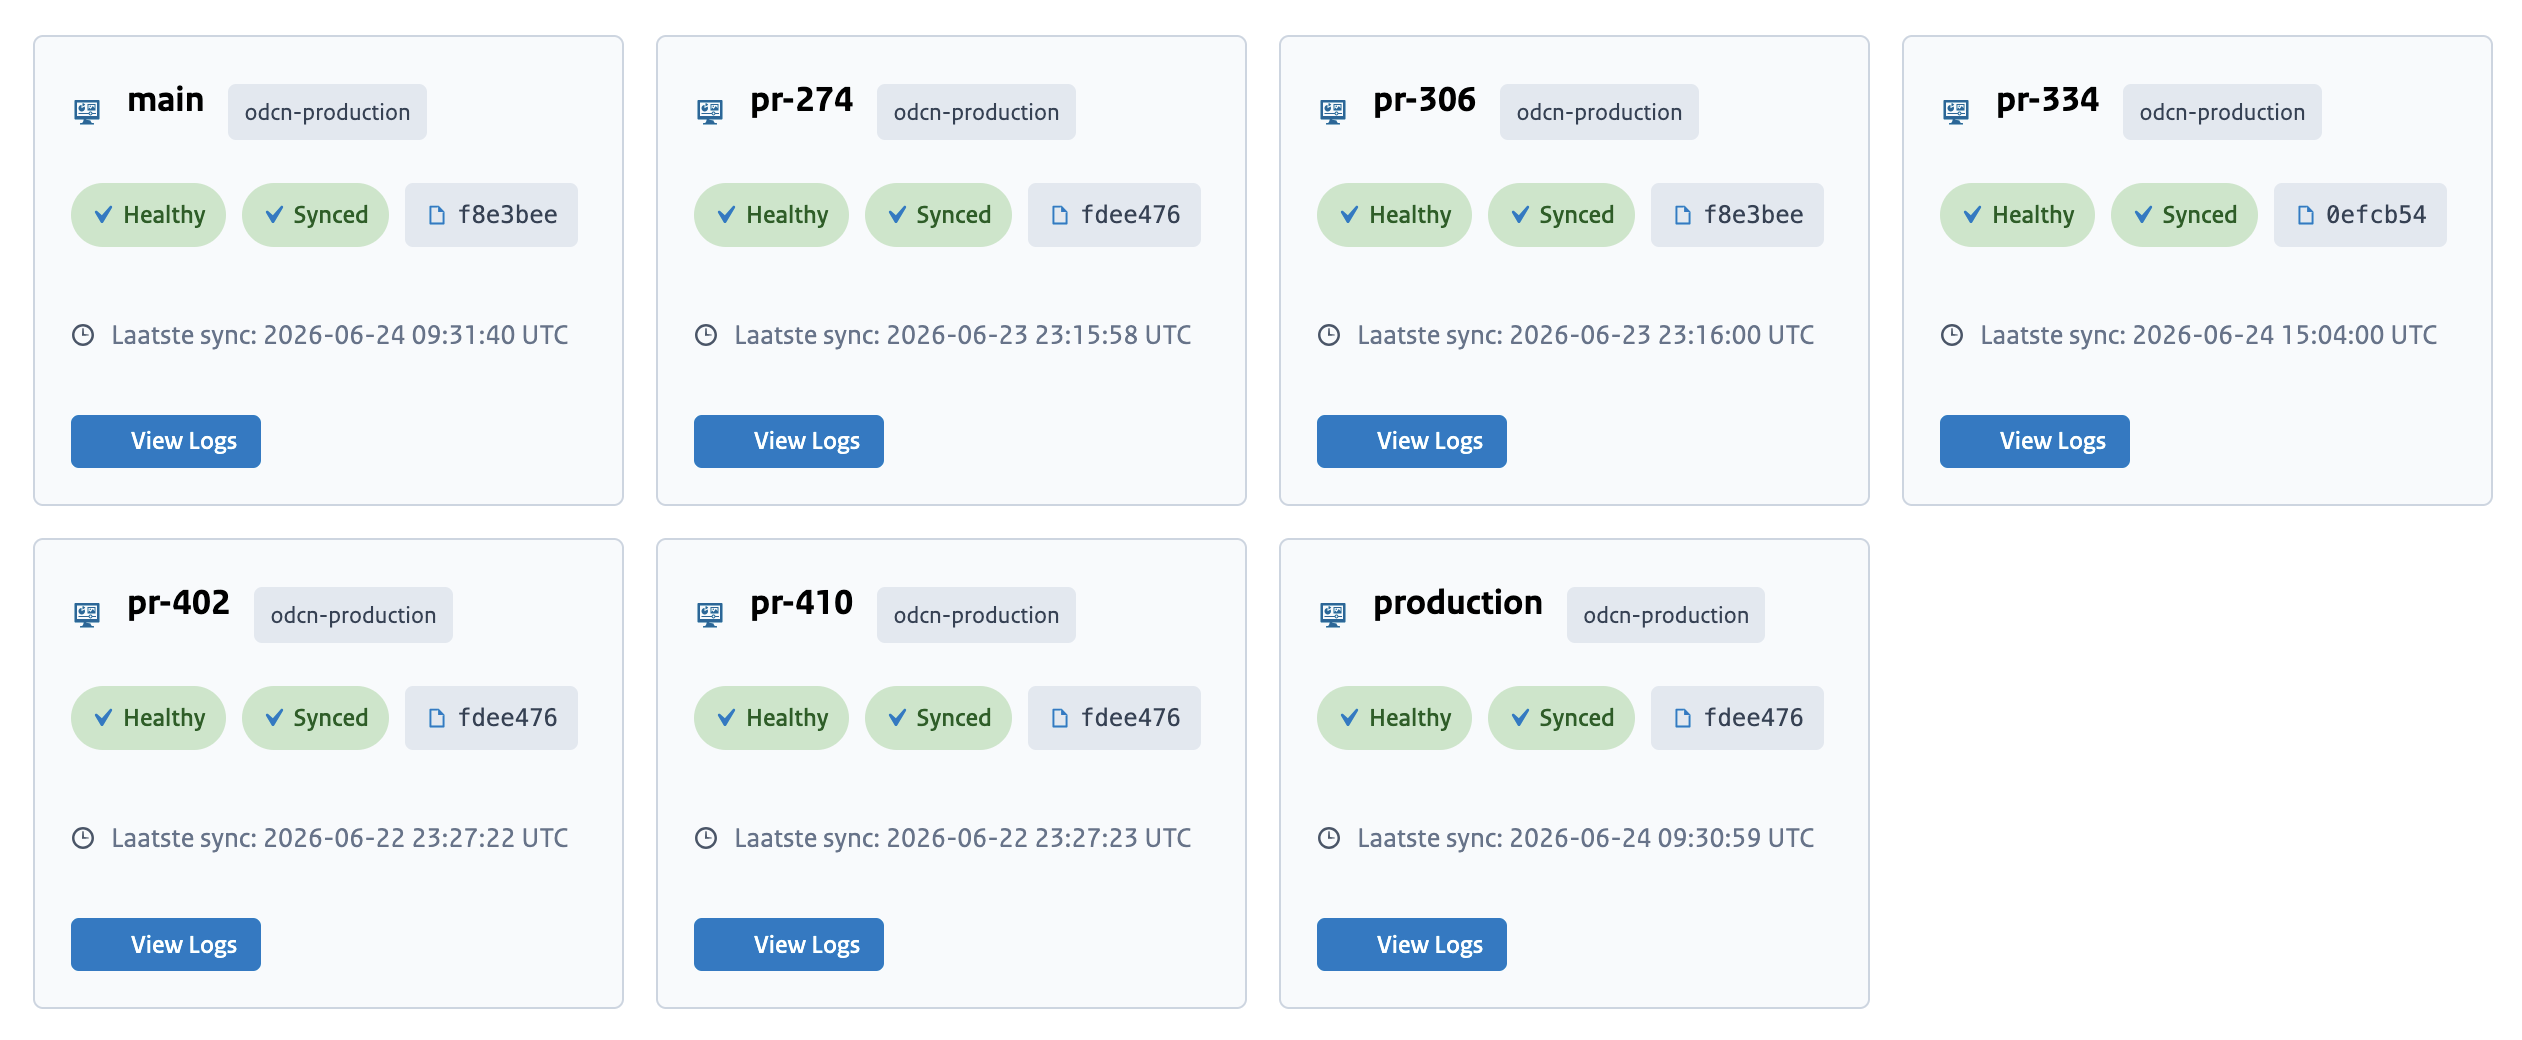 main odcn-production
Healthy Synced f8e3bee
Laatste sync: 2026-06-24 09:31:40 UTC
View Logs
pr-274 odcn-production
Healthy Synced fdee476
Laatste sync: 2026-06-23 23:15:58 UTC
View Logs
pr-306 odcn-production
Healthy Synced f8e3bee
Laatste sync: 2026-06-23 23:16:00 UTC
View Logs
pr-334 odcn-production
Healthy Synced 0efcb54
Laatste sync: 2026-06-24 15:04:00 UTC
View Logs
pr-402 odcn-production
Healthy Synced fdee476
Laatste sync: 2026-06-22 23:27:22 UTC
View Logs
pr-410 odcn-production
Healthy Synced fdee476
Laatste sync: 2026-06-22 23:27:23 UTC
View Logs
production odcn-production
Healthy Synced fdee476
Laatste sync: 2026-06-24 09:30:59 UTC
View Logs